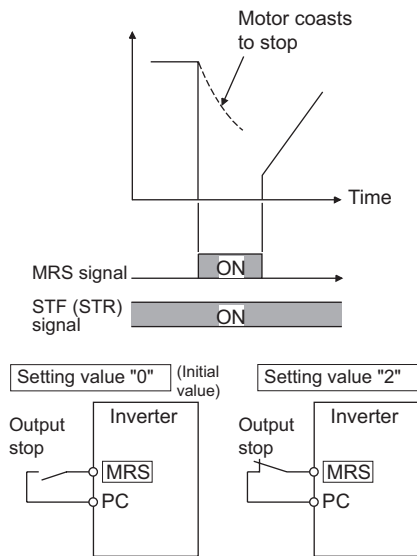 Motor coasts
to stop
Time
MRS signal
ON
STF (STR)
signal
ON
Setting value "0"
(Initial
value)
Setting value "2"
Output
stop
Inverter
MRS
PC
Output
stop
Inverter
MRS
PC